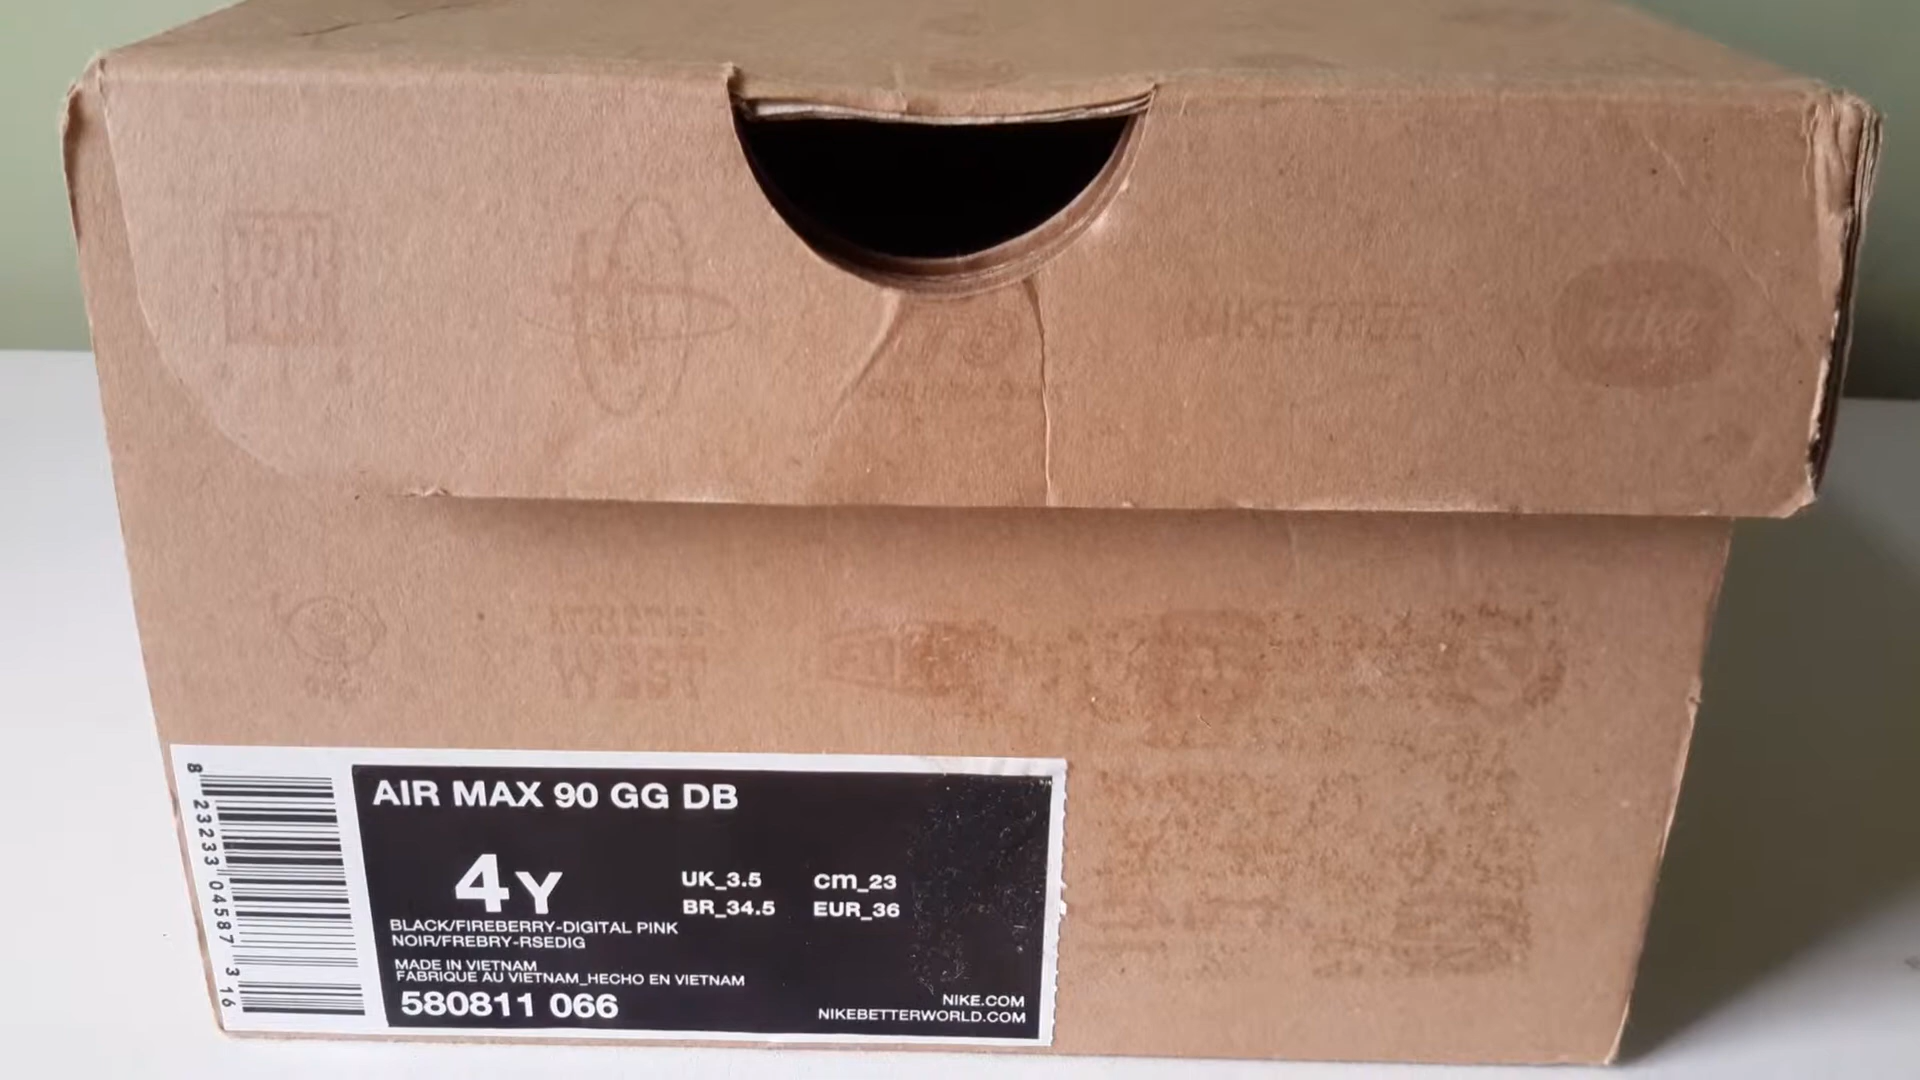 NIKE FREE
nike
8 23233 04587 3 16
AIR MAX 90 GG DB
4Y
UK_3.5 cm_23
BR_34.5 EUR_36
BLACK/FIREBERRY-DIGITAL PINK
NOIR/FREBRY-RSEDIG
MADE IN VIETNAM
FABRIQUE AU VIETNAM_HECHO EN VIETNAM
580811 066
NIKE.COM
NIKEBETTERWORLD.COM